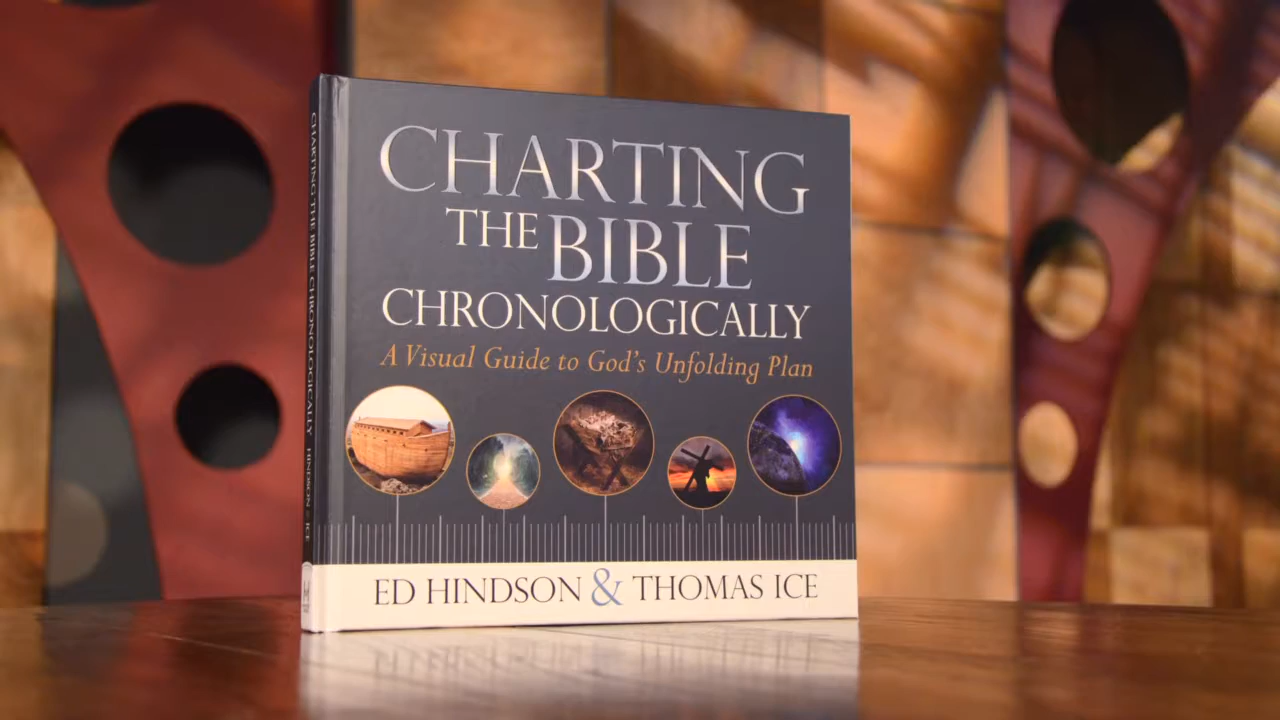 CHARTING
THE BIBLE
CHRONOLOGICALLY
A Visual Guide to God's Unfolding Plan
ED HINDSON & THOMAS ICE
CHARTING THE BIBLE CHRONOLOGICALLY HINDSON & ICE